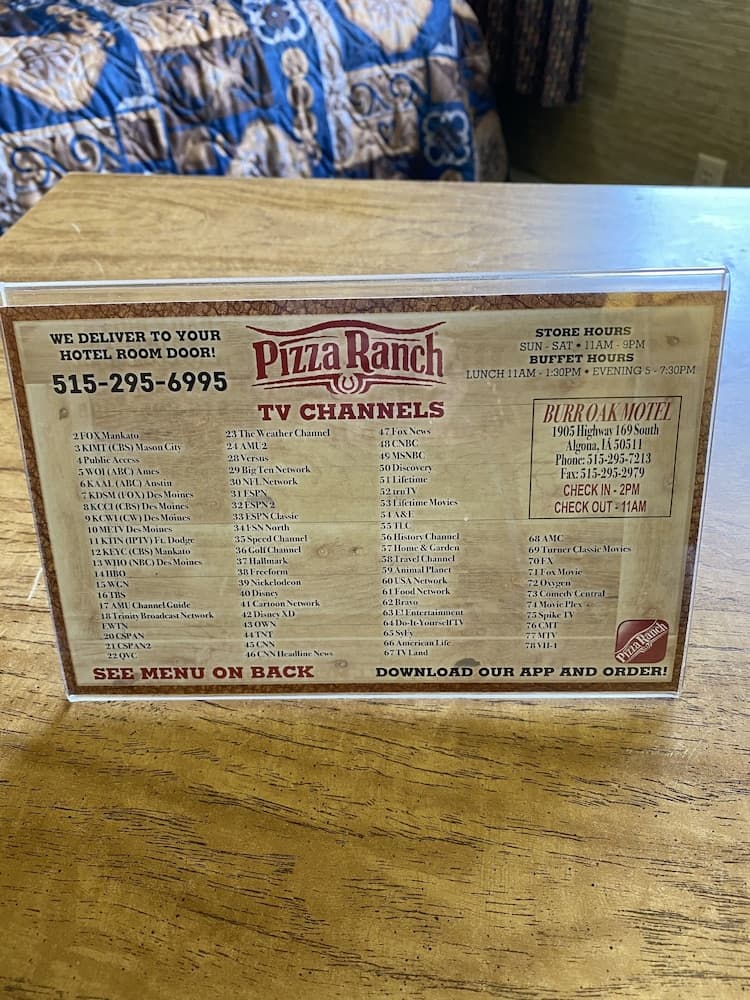 WE DELIVER TO YOUR
HOTEL ROOM DOOR!
515-295-6995
Pizza Ranch
TV CHANNELS
STORE HOURS
SUN - SAT • 11AM - 9PM
BUFFET HOURS
LUNCH 11AM - 1:30PM • EVENING 5 - 7:30PM
BURR OAK MOTEL
1905 Highway 169 South
Algona, IA 50511
Phone: 515-295-7213
Fax: 515-295-2979
CHECK IN - 2PM
CHECK OUT - 11AM
2 FOX Mankato
3 KIMT (CBS) Mason City
4 Public Access
5 WOI (ABC) Ames
6 KAAL (ABC) Austin
7 KDSM (FOX) Des Moines
8 KCCI (CBS) Des Moines
9 KCWI (CW) Des Moines
10 METV Des Moines
11 KTIN (IPTV) Ft. Dodge
12 KEYC (CBS) Mankato
13 WHO (NBC) Des Moines
14 HBO
15 WGN
16 TBS
17 AMU Channel Guide
18 Trinity Broadcast Network
EWTN
20 CSPAN
21 CSPAN2
22 QVC
23 The Weather Channel
24 AMU2
28 Versus
29 Big Ten Network
30 NFL Network
31 ESPN
32 ESPN 2
33 ESPN Classic
34 FSN North
35 Speed Channel
36 Golf Channel
37 Hallmark
38 Freeform
39 Nickelodeon
40 Disney
41 Cartoon Network
42 Disney XD
43 OWN
44 TNT
45 CNN
46 CNN Headline News
47 Fox News
48 CNBC
49 MSNBC
50 Discovery
51 Lifetime
52 truTV
53 Lifetime Movies
54 A&E
55 TLC
56 History Channel
57 Home & Garden
58 Travel Channel
59 Animal Planet
60 USA Network
61 Food Network
62 Bravo
63 E! Entertainment
64 Do-It-Yourself TV
65 SyFy
66 American Life
67 TV Land
68 AMC
69 Turner Classic Movies
70 FX
71 Fox Movie
72 Oxygen
73 Comedy Central
74 Movie Plex
75 Spike TV
76 CMT
77 MTV
78 VH-1
Pizza Ranch
SEE MENU ON BACK
DOWNLOAD OUR APP AND ORDER!